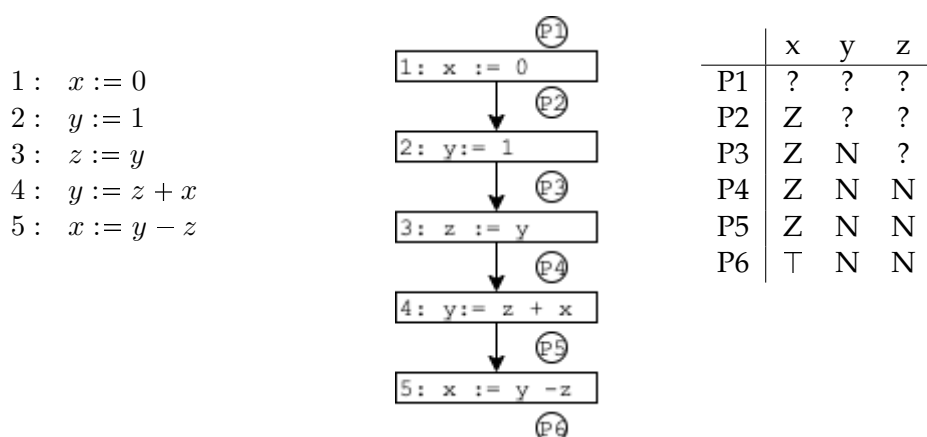 1 : x := 0
2 : y := 1
3 : z := y
4 : y := z + x
5 : x := y − z
P1
1: x := 0
P2
2: y:= 1
P3
3: z := y
P4
4: y:= z + x
P5
5: x := y -z
P6
x y z
P1 ? ? ?
P2 Z ? ?
P3 Z N ?
P4 Z N N
P5 Z N N
P6 ⊤ N N